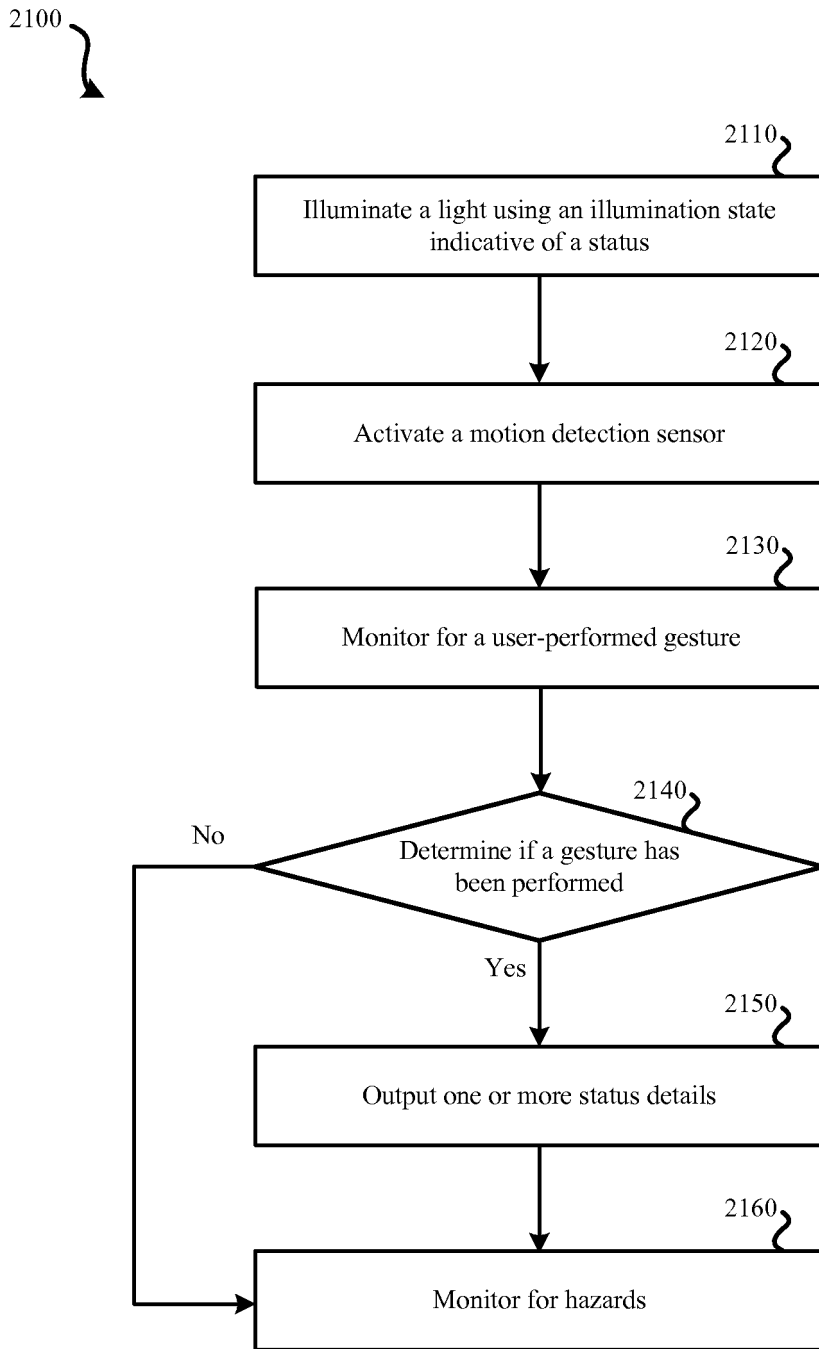 2100
2110
Illuminate a light using an illumination state
indicative of a status
2120
Activate a motion detection sensor
2130
Monitor for a user-performed gesture
2140
No
Determine if a gesture has
been performed
Yes
2150
Output one or more status details
2160
Monitor for hazards